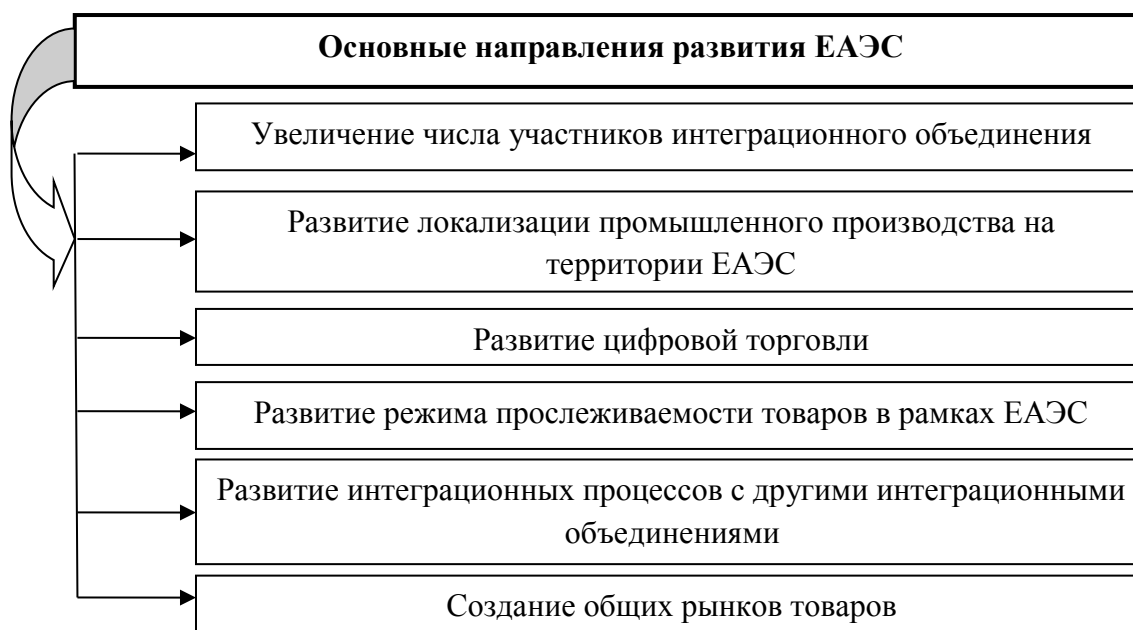 Основные направления развития ЕАЭС
Увеличение числа участников интеграционного объединения
Развитие локализации промышленного производства на
территории ЕАЭС
Развитие цифровой торговли
Развитие режима прослеживаемости товаров в рамках ЕАЭС
Развитие интеграционных процессов с другими интеграционными
объединениями
Создание общих рынков товаров